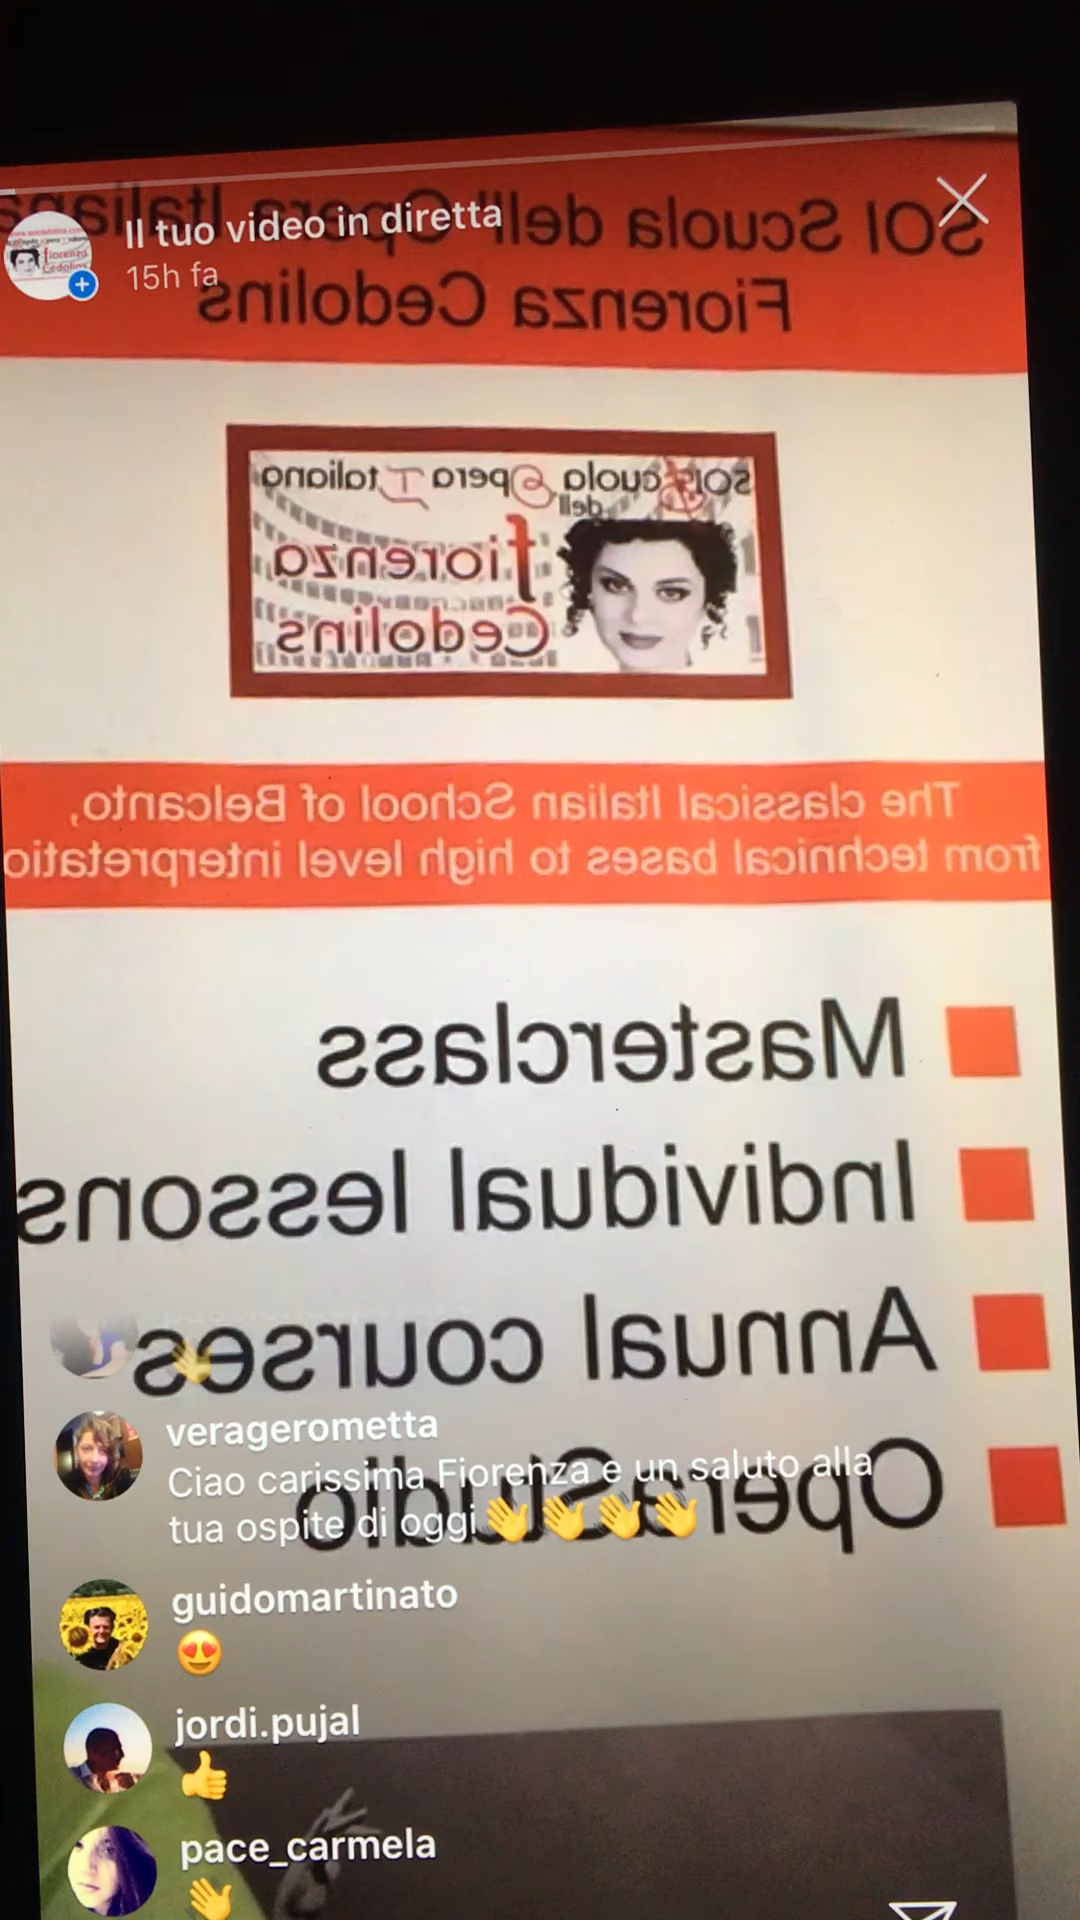 SOI Scuola dell'Opera Italiana
Il tuo video in diretta
15h fa
Fiorenza Cedolins
SOI Scuola Opera Italiana
dell'
fiorenza
Cedolins
The classical Italian School of Belcanto,
from technical bases to high level interpretatio
Masterclass
Individual lessons
Annual courses
OperaStudio
veragerometta
Ciao carissima Fiorenza e un saluto alla
tua ospite di oggi👋👋👋👋
guidomartinato
😍
jordi.pujal
👍
pace_carmela
👋